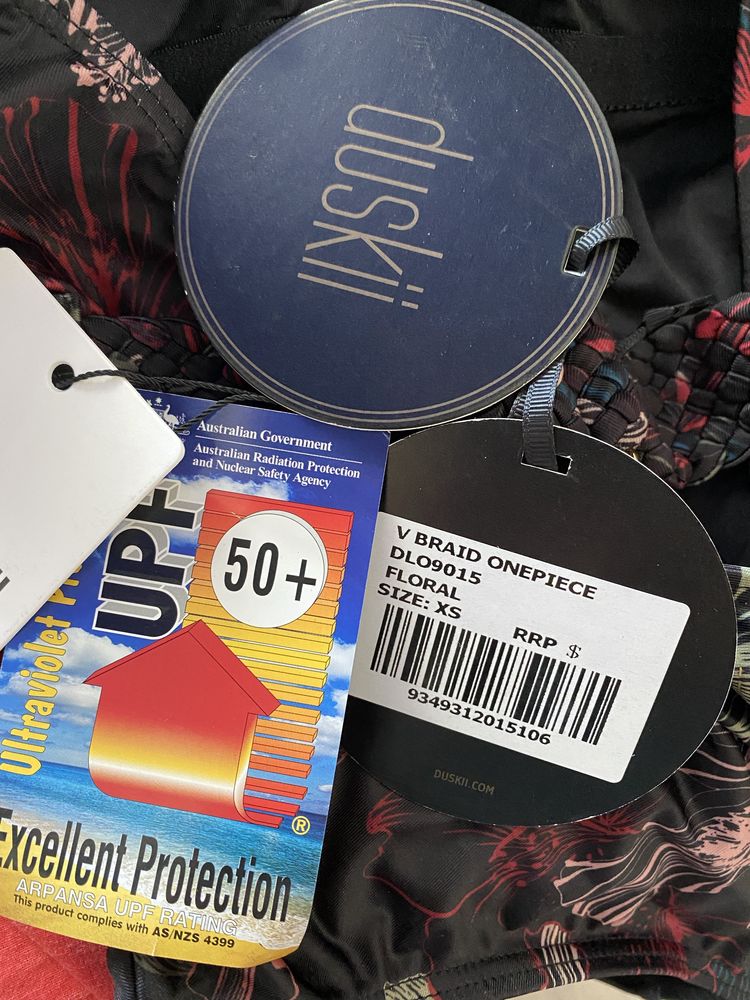 duskii
Australian Government
Australian Radiation Protection
and Nuclear Safety Agency
UPF
50+
Ultraviolet
®
Excellent Protection
ARPANSA UPF RATING
This product complies with AS/NZS 4399
V BRAID ONEPIECE
DLO9015
FLORAL
SIZE: XS
RRP $
9349312015106
DUSKII.COM